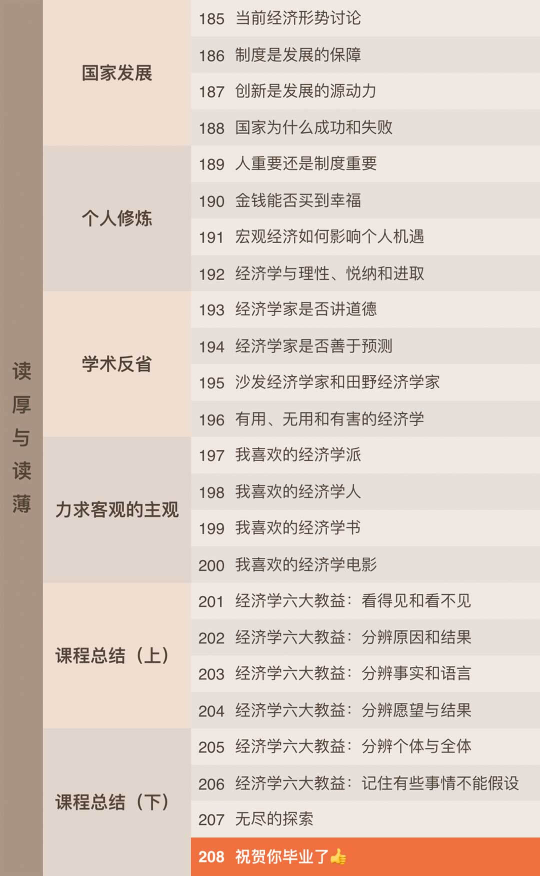 读厚与读薄
国家发展
185 当前经济形势讨论
186 制度是发展的保障
187 创新是发展的源动力
188 国家为什么成功和失败
个人修炼
189 人重要还是制度重要
190 金钱能否买到幸福
191 宏观经济如何影响个人机遇
192 经济学与理性、悦纳和进取
学术反省
193 经济学家是否讲道德
194 经济学家是否善于预测
195 沙发经济学家和田野经济学家
196 有用、无用和有害的经济学
力求客观的主观
197 我喜欢的经济学派
198 我喜欢的经济学人
199 我喜欢的经济学书
200 我喜欢的经济学电影
课程总结（上）
201 经济学六大教益：看得见和看不见
202 经济学六大教益：分辨原因和结果
203 经济学六大教益：分辨事实和语言
204 经济学六大教益：分辨愿望与结果
课程总结（下）
205 经济学六大教益：分辨个体与全体
206 经济学六大教益：记住有些事情不能假设
207 无尽的探索
208 祝贺你毕业了👍